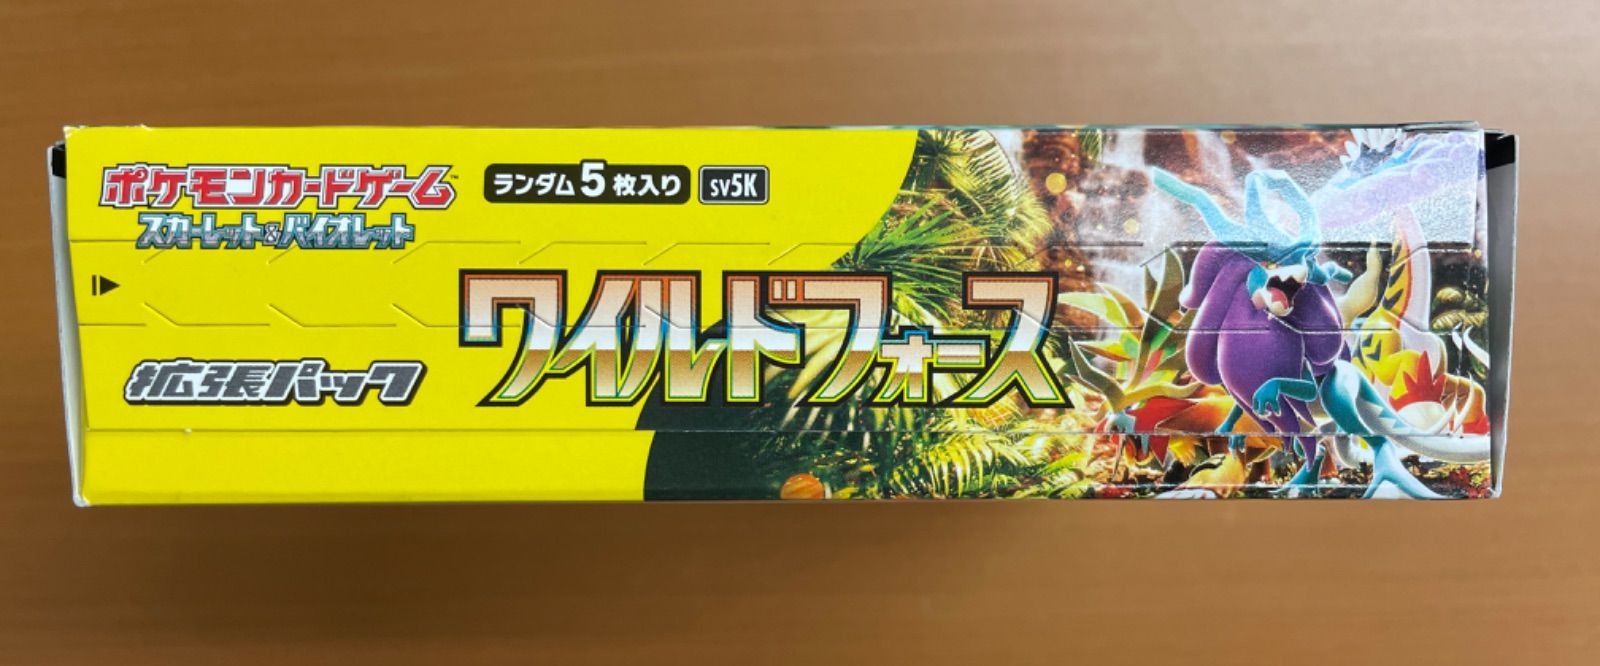 ポケモンカードゲーム™
スカーレット&バイオレット
ランダム5枚入り SV5K
ワイルドフォース
拡張パック